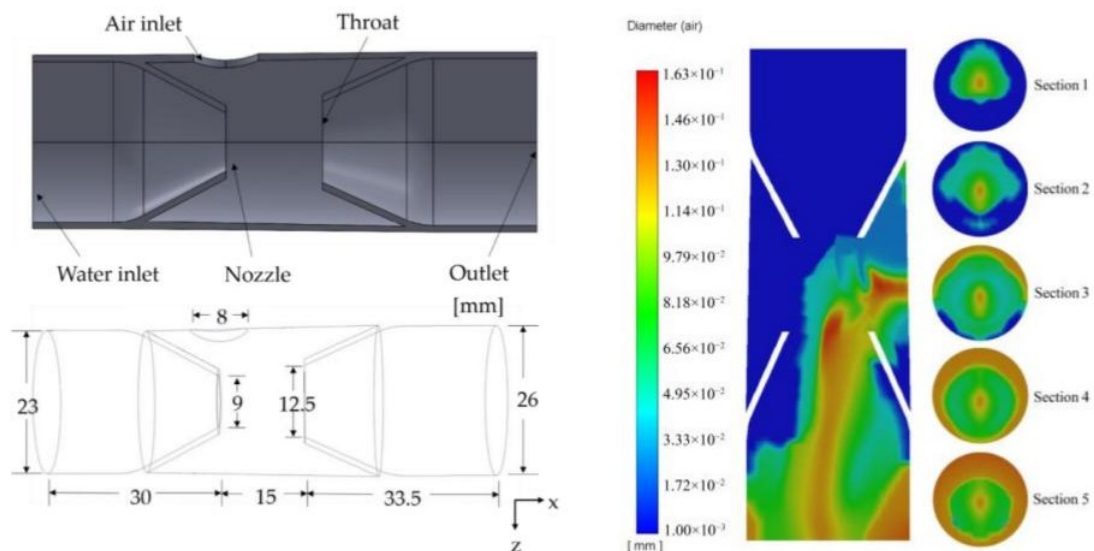 Air inlet
Throat
Water inlet
Nozzle
Outlet
[mm]
8
23
9
12.5
26
30
15
33.5
x
z
Diameter (air)
1.63×10⁻¹
1.46×10⁻¹
1.30×10⁻¹
1.14×10⁻¹
9.79×10⁻²
8.18×10⁻²
6.56×10⁻²
4.95×10⁻²
3.33×10⁻²
1.72×10⁻²
1.00×10⁻³
[mm]
Section 1
Section 2
Section 3
Section 4
Section 5